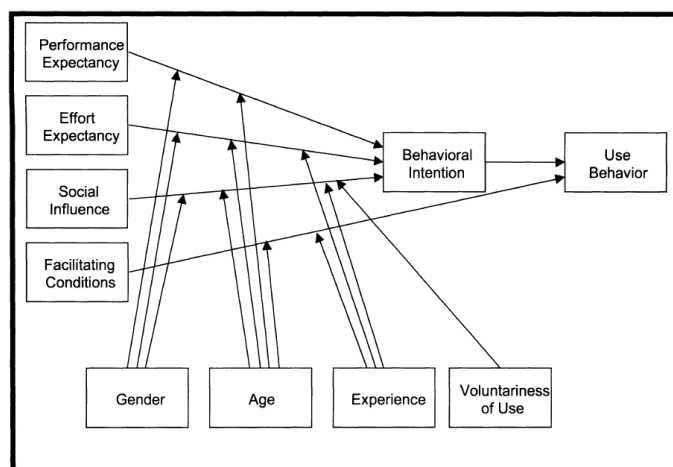 Performance
Expectancy
Effort
Expectancy
Social
Influence
Facilitating
Conditions
Behavioral
Intention
Use
Behavior
Gender
Age
Experience
Voluntariness
of Use